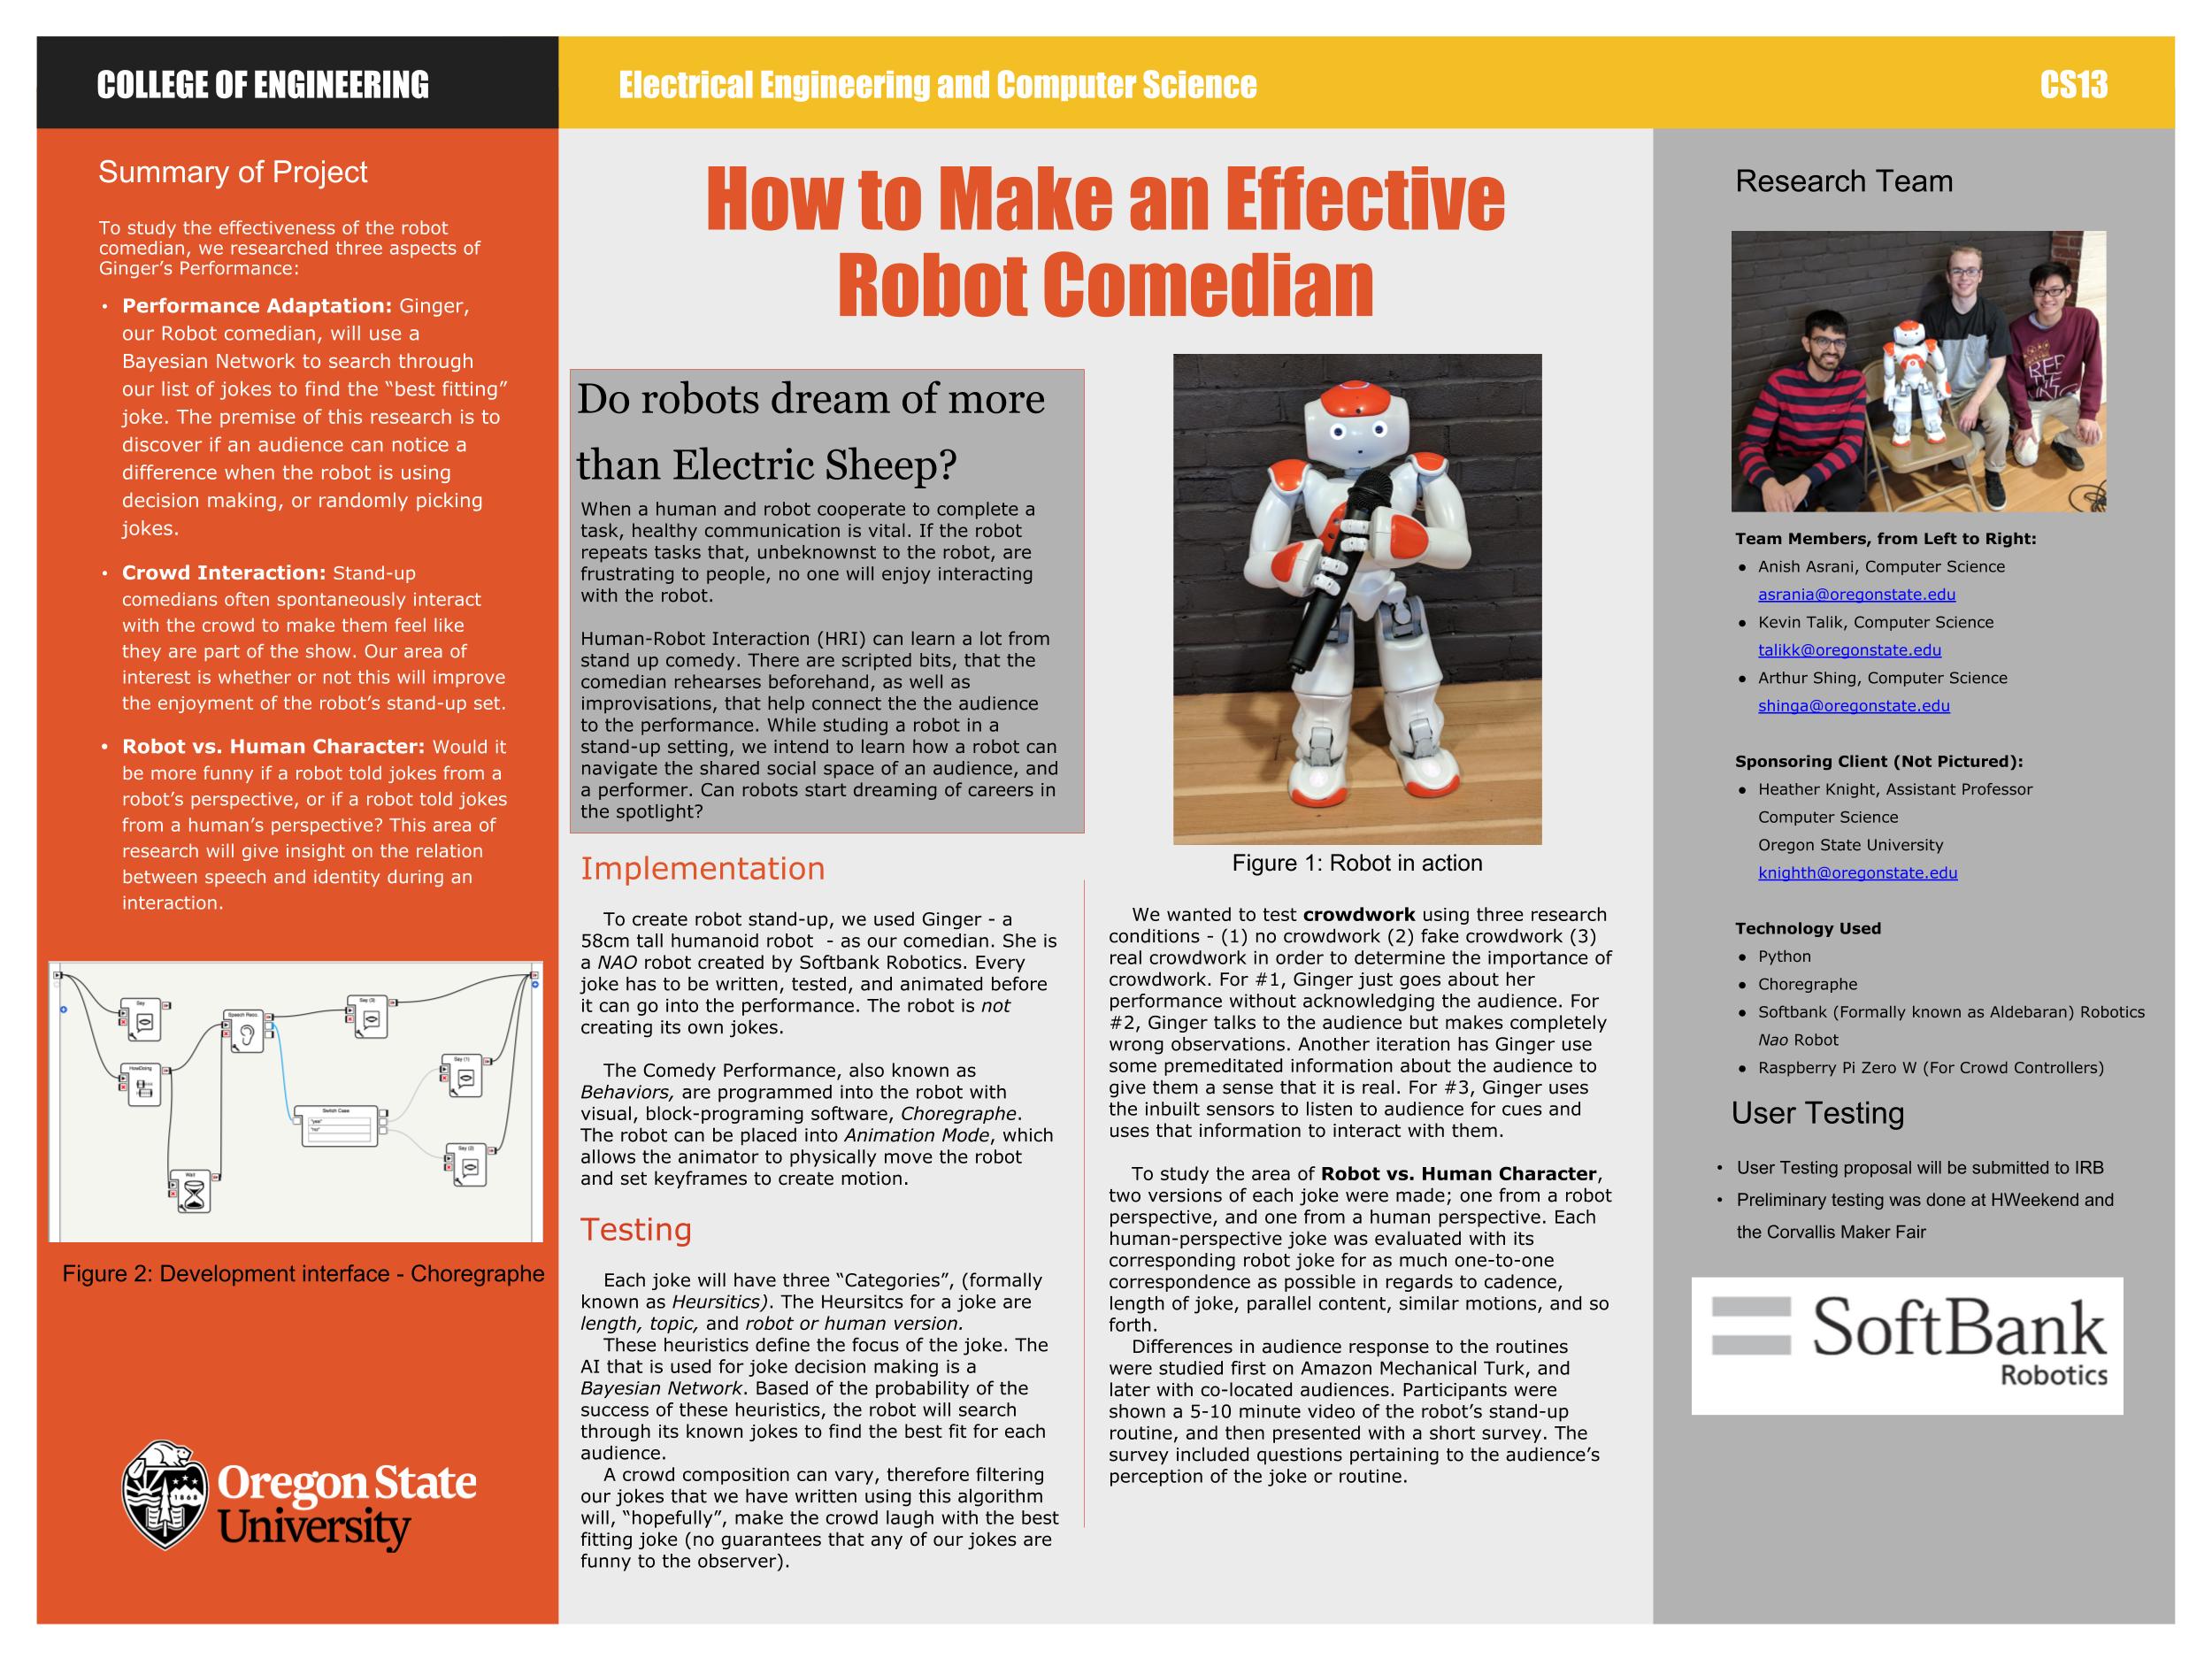 COLLEGE OF ENGINEERING
Electrical Engineering and Computer Science
CS13
Summary of Project
To study the effectiveness of the robot
comedian, we researched three aspects of
Ginger’s Performance:
• Performance Adaptation: Ginger,
our Robot comedian, will use a
Bayesian Network to search through
our list of jokes to find the “best fitting”
joke. The premise of this research is to
discover if an audience can notice a
difference when the robot is using
decision making, or randomly picking
jokes.
• Crowd Interaction: Stand-up
comedians often spontaneously interact
with the crowd to make them feel like
they are part of the show. Our area of
interest is whether or not this will improve
the enjoyment of the robot’s stand-up set.
• Robot vs. Human Character: Would it
be more funny if a robot told jokes from a
robot’s perspective, or if a robot told jokes
from a human’s perspective? This area of
research will give insight on the relation
between speech and identity during an
interaction.
Say
Speech Reco.
Say (3)
HowDoing
Say (1)
Switch Case
"yes"
"no"
Say (2)
Wait
Figure 2: Development interface - Choregraphe
Oregon State
University
How to Make an Effective
Robot Comedian
Do robots dream of more
than Electric Sheep?
When a human and robot cooperate to complete a
task, healthy communication is vital. If the robot
repeats tasks that, unbeknownst to the robot, are
frustrating to people, no one will enjoy interacting
with the robot.
Human-Robot Interaction (HRI) can learn a lot from
stand up comedy. There are scripted bits, that the
comedian rehearses beforehand, as well as
improvisations, that help connect the the audience
to the performance. While studing a robot in a
stand-up setting, we intend to learn how a robot can
navigate the shared social space of an audience, and
a performer. Can robots start dreaming of careers in
the spotlight?
Implementation
To create robot stand-up, we used Ginger - a
58cm tall humanoid robot - as our comedian. She is
a NAO robot created by Softbank Robotics. Every
joke has to be written, tested, and animated before
it can go into the performance. The robot is not
creating its own jokes.
The Comedy Performance, also known as
Behaviors, are programmed into the robot with
visual, block-programing software, Choregraphe.
The robot can be placed into Animation Mode, which
allows the animator to physically move the robot
and set keyframes to create motion.
Testing
Each joke will have three “Categories”, (formally
known as Heursitics). The Heursitcs for a joke are
length, topic, and robot or human version.
These heuristics define the focus of the joke. The
AI that is used for joke decision making is a
Bayesian Network. Based of the probability of the
success of these heuristics, the robot will search
through its known jokes to find the best fit for each
audience.
A crowd composition can vary, therefore filtering
our jokes that we have written using this algorithm
will, “hopefully”, make the crowd laugh with the best
fitting joke (no guarantees that any of our jokes are
funny to the observer).
Figure 1: Robot in action
We wanted to test crowdwork using three research
conditions - (1) no crowdwork (2) fake crowdwork (3)
real crowdwork in order to determine the importance of
crowdwork. For #1, Ginger just goes about her
performance without acknowledging the audience. For
#2, Ginger talks to the audience but makes completely
wrong observations. Another iteration has Ginger use
some premeditated information about the audience to
give them a sense that it is real. For #3, Ginger uses
the inbuilt sensors to listen to audience for cues and
uses that information to interact with them.
To study the area of Robot vs. Human Character,
two versions of each joke were made; one from a robot
perspective, and one from a human perspective. Each
human-perspective joke was evaluated with its
corresponding robot joke for as much one-to-one
correspondence as possible in regards to cadence,
length of joke, parallel content, similar motions, and so
forth.
Differences in audience response to the routines
were studied first on Amazon Mechanical Turk, and
later with co-located audiences. Participants were
shown a 5-10 minute video of the robot’s stand-up
routine, and then presented with a short survey. The
survey included questions pertaining to the audience’s
perception of the joke or routine.
Research Team
Team Members, from Left to Right:
● Anish Asrani, Computer Science
asrania@oregonstate.edu
● Kevin Talik, Computer Science
talikk@oregonstate.edu
● Arthur Shing, Computer Science
shinga@oregonstate.edu
Sponsoring Client (Not Pictured):
● Heather Knight, Assistant Professor
Computer Science
Oregon State University
knighth@oregonstate.edu
Technology Used
● Python
● Choregraphe
● Softbank (Formally known as Aldebaran) Robotics
Nao Robot
● Raspberry Pi Zero W (For Crowd Controllers)
User Testing
• User Testing proposal will be submitted to IRB
• Preliminary testing was done at HWeekend and
the Corvallis Maker Fair
SoftBank
Robotics